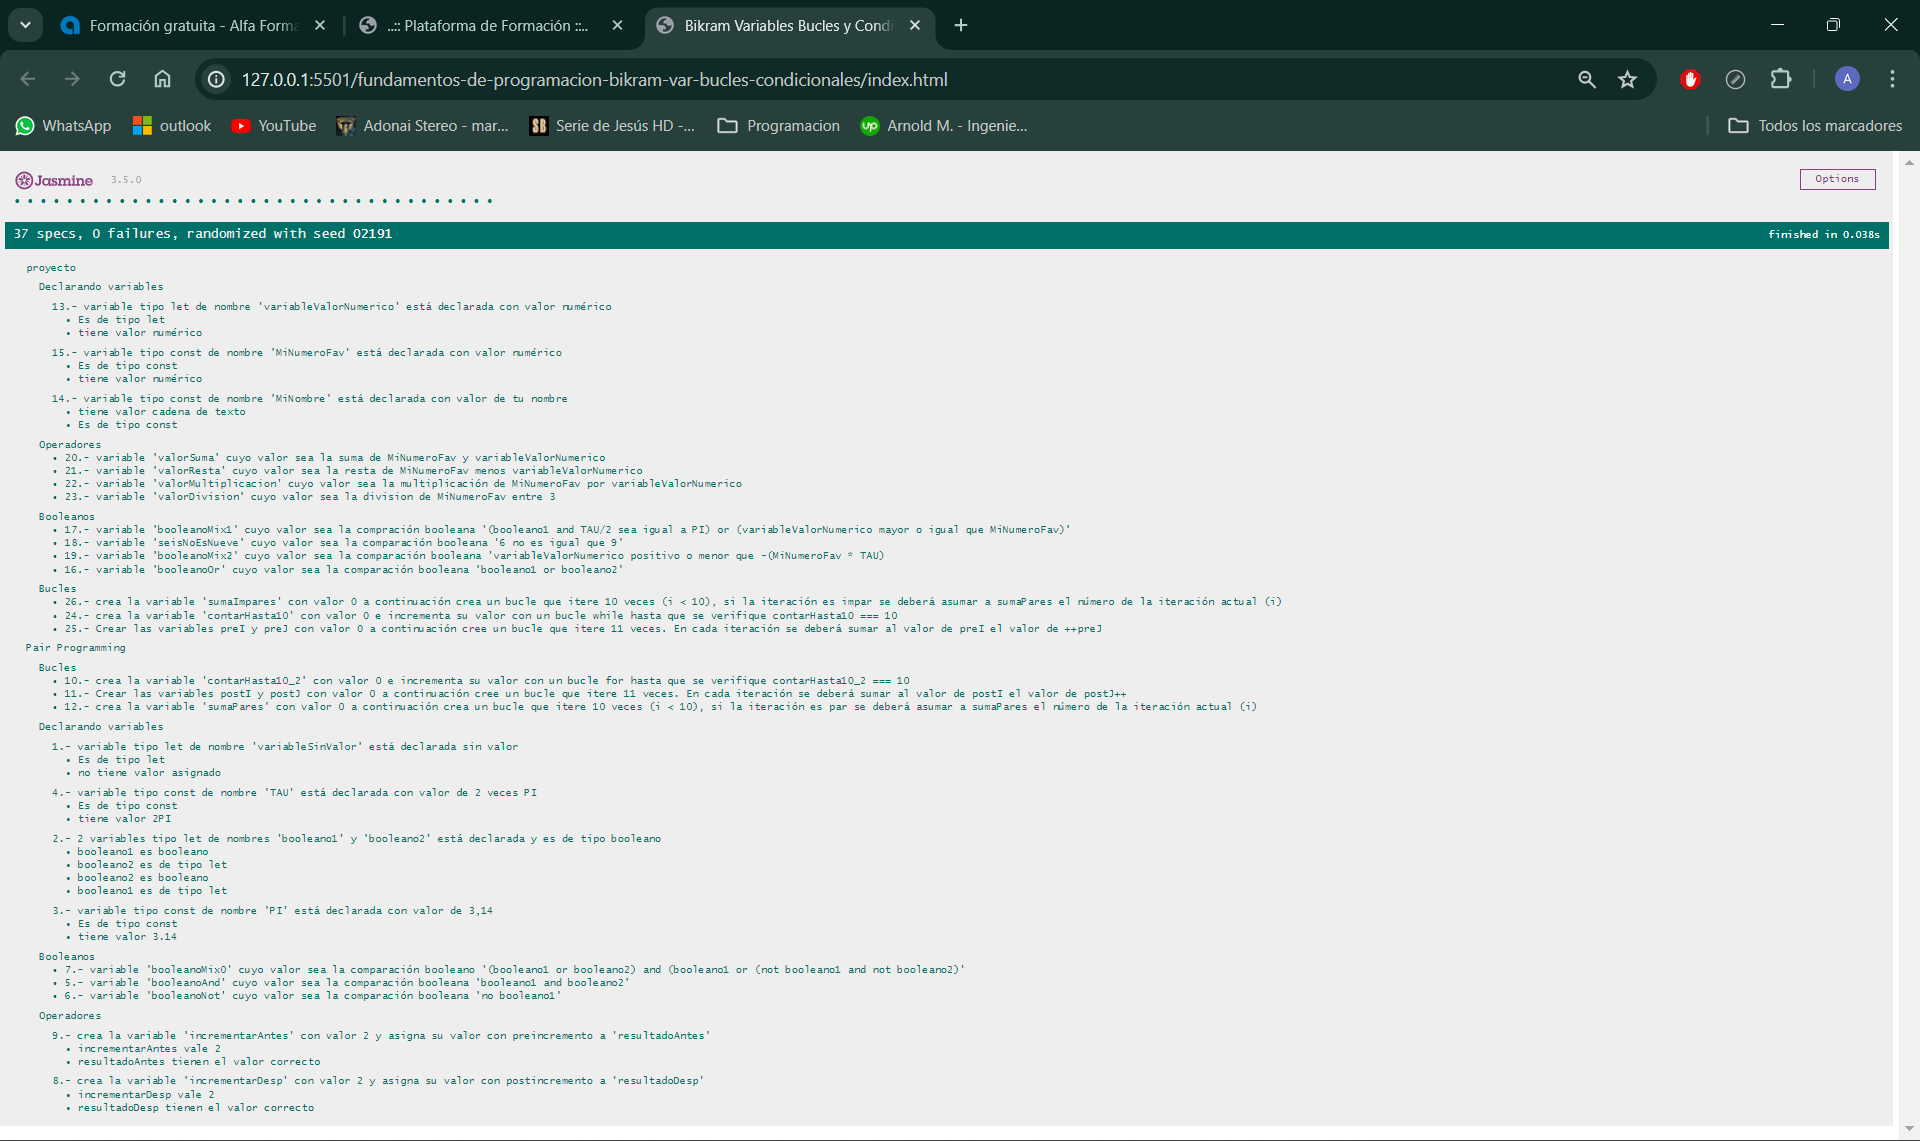 Formación gratuita - Alfa Forma
..:: Plataforma de Formación ::..
Bikram Variables Bucles y Condi
127.0.0.1:5501/fundamentos-de-programacion-bikram-var-bucles-condicionales/index.html
A
WhatsApp
outlook
YouTube
Adonai Stereo - mar...
SB
Serie de Jesús HD -...
Programacion
up
Arnold M. - Ingenie...
Todos los marcadores
Jasmine 3.5.0
Options
37 specs, 0 failures, randomized with seed 02191
finished in 0.038s
proyecto
Declarando variables
13.- variable tipo let de nombre 'variableValorNumerico' está declarada con valor numérico
• Es de tipo let
• tiene valor numérico
15.- variable tipo const de nombre 'MiNumeroFav' está declarada con valor numérico
• Es de tipo const
• tiene valor numérico
14.- variable tipo const de nombre 'MiNombre' está declarada con valor de tu nombre
• tiene valor cadena de texto
• Es de tipo const
Operadores
• 20.- variable 'valorSuma' cuyo valor sea la suma de MiNumeroFav y variableValorNumerico
• 21.- variable 'valorResta' cuyo valor sea la resta de MiNumeroFav menos variableValorNumerico
• 22.- variable 'valorMultiplicacion' cuyo valor sea la multiplicación de MiNumeroFav por variableValorNumerico
• 23.- variable 'valorDivision' cuyo valor sea la division de MiNumeroFav entre 3
Booleanos
• 17.- variable 'booleanoMix1' cuyo valor sea la compración booleana '(booleano1 and TAU/2 sea igual a PI) or (variableValorNumerico mayor o igual que MiNumeroFav)'
• 18.- variable 'seisNoEsNueve' cuyo valor sea la comparación booleana '6 no es igual que 9'
• 19.- variable 'booleanoMix2' cuyo valor sea la comparación booleana 'variableValorNumerico positivo o menor que -(MiNumeroFav * TAU)
• 16.- variable 'booleanoOr' cuyo valor sea la comparación booleana 'booleano1 or booleano2'
Bucles
• 26.- crea la variable 'sumaImpares' con valor 0 a continuación crea un bucle que itere 10 veces (i < 10), si la iteración es impar se deberá asumar a sumaPares el número de la iteración actual (i)
• 24.- crea la variable 'contarHasta10' con valor 0 e incrementa su valor con un bucle while hasta que se verifique contarHasta10 === 10
• 25.- Crear las variables preI y preJ con valor 0 a continuación cree un bucle que itere 11 veces. En cada iteración se deberá sumar al valor de preI el valor de ++preJ
Pair Programming
Bucles
• 10.- crea la variable 'contarHasta10_2' con valor 0 e incrementa su valor con un bucle for hasta que se verifique contarHasta10_2 === 10
• 11.- Crear las variables postI y postJ con valor 0 a continuación cree un bucle que itere 11 veces. En cada iteración se deberá sumar al valor de postI el valor de postJ++
• 12.- crea la variable 'sumaPares' con valor 0 a continuación crea un bucle que itere 10 veces (i < 10), si la iteración es par se deberá asumar a sumaPares el número de la iteración actual (i)
Declarando variables
1.- variable tipo let de nombre 'variableSinValor' está declarada sin valor
• Es de tipo let
• no tiene valor asignado
4.- variable tipo const de nombre 'TAU' está declarada con valor de 2 veces PI
• Es de tipo const
• tiene valor 2PI
2.- 2 variables tipo let de nombres 'booleano1' y 'booleano2' está declarada y es de tipo booleano
• booleano1 es booleano
• booleano2 es de tipo let
• booleano2 es booleano
• booleano1 es de tipo let
3.- variable tipo const de nombre 'PI' está declarada con valor de 3,14
• Es de tipo const
• tiene valor 3.14
Booleanos
• 7.- variable 'booleanoMix0' cuyo valor sea la comparación booleano '(booleano1 or booleano2) and (booleano1 or (not booleano1 and not booleano2)'
• 5.- variable 'booleanoAnd' cuyo valor sea la comparación booleana 'booleano1 and booleano2'
• 6.- variable 'booleanoNot' cuyo valor sea la comparación booleana 'no booleano1'
Operadores
9.- crea la variable 'incrementarAntes' con valor 2 y asigna su valor con preincremento a 'resultadoAntes'
• incrementarAntes vale 2
• resultadoAntes tienen el valor correcto
8.- crea la variable 'incrementarDesp' con valor 2 y asigna su valor con postincremento a 'resultadoDesp'
• incrementarDesp vale 2
• resultadoDesp tienen el valor correcto